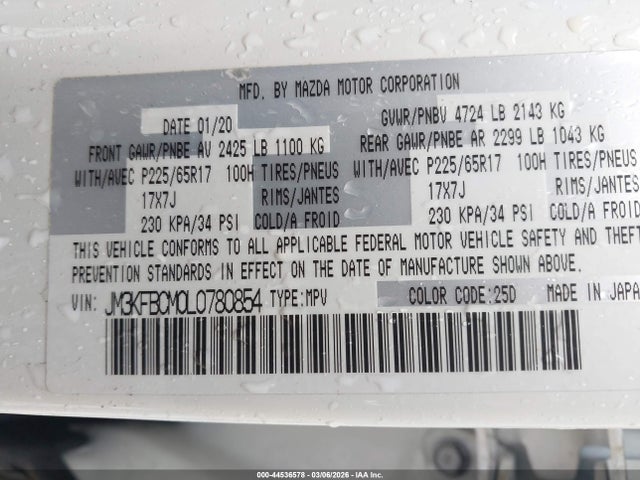 MFD. BY MAZDA MOTOR CORPORATION
DATE 01/20 GVWR/PNBV 4724 LB 2143 KG
FRONT GAWR/PNBE AV 2425 LB 1100 KG REAR GAWR/PNBE AR 2299 LB 1043 KG
WITH/AVEC P225/65R17 100H TIRES/PNEUS WITH/AVEC P225/65R17 100H TIRES/PNEUS
17X7J RIMS/JANTES 17X7J RIMS/JANTES
230 KPA/34 PSI COLD/A FROID 230 KPA/34 PSI COLD/A FROID
THIS VEHICLE CONFORMS TO ALL APPLICABLE FEDERAL MOTOR VEHICLE SAFETY AND THEFT
PREVENTION STANDARDS IN EFFECT ON THE DATE OF MANUFACTURE SHOWN ABOVE.
VIN: JM3KFBCM0L0780854 TYPE:MPV COLOR CODE:25D MADE IN JAPA
000-44536578 | 03/06/2026 | IAA Inc.